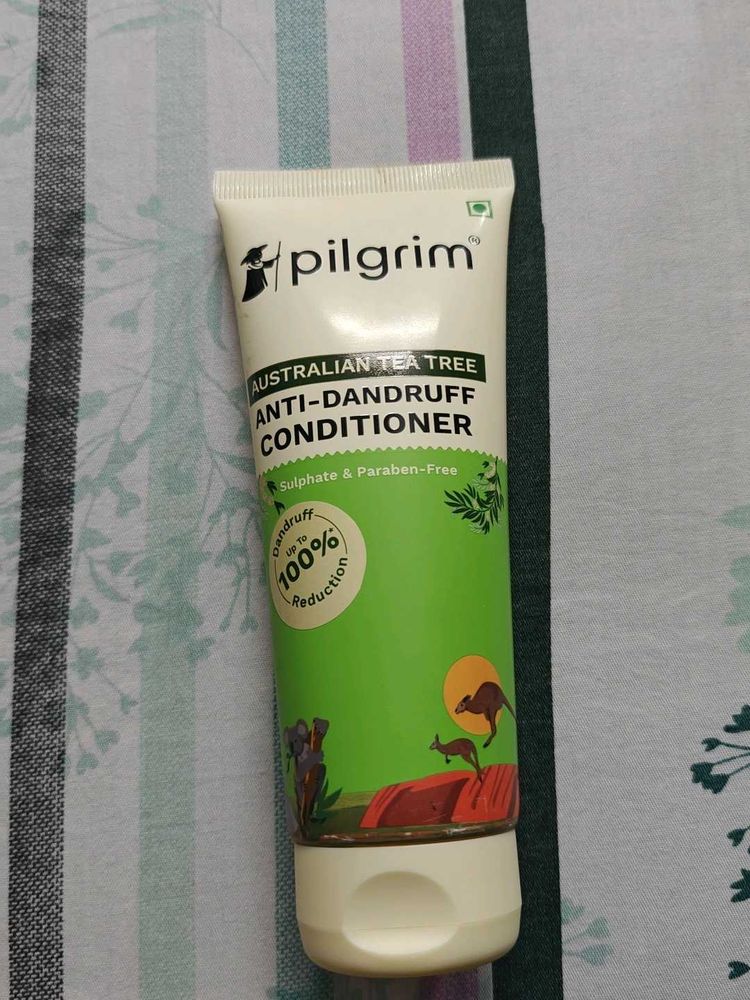 pilgrim®
AUSTRALIAN TEA TREE
ANTI-DANDRUFF
CONDITIONER
Sulphate & Paraben-Free
Dandruff
Up To
100%*
Reduction